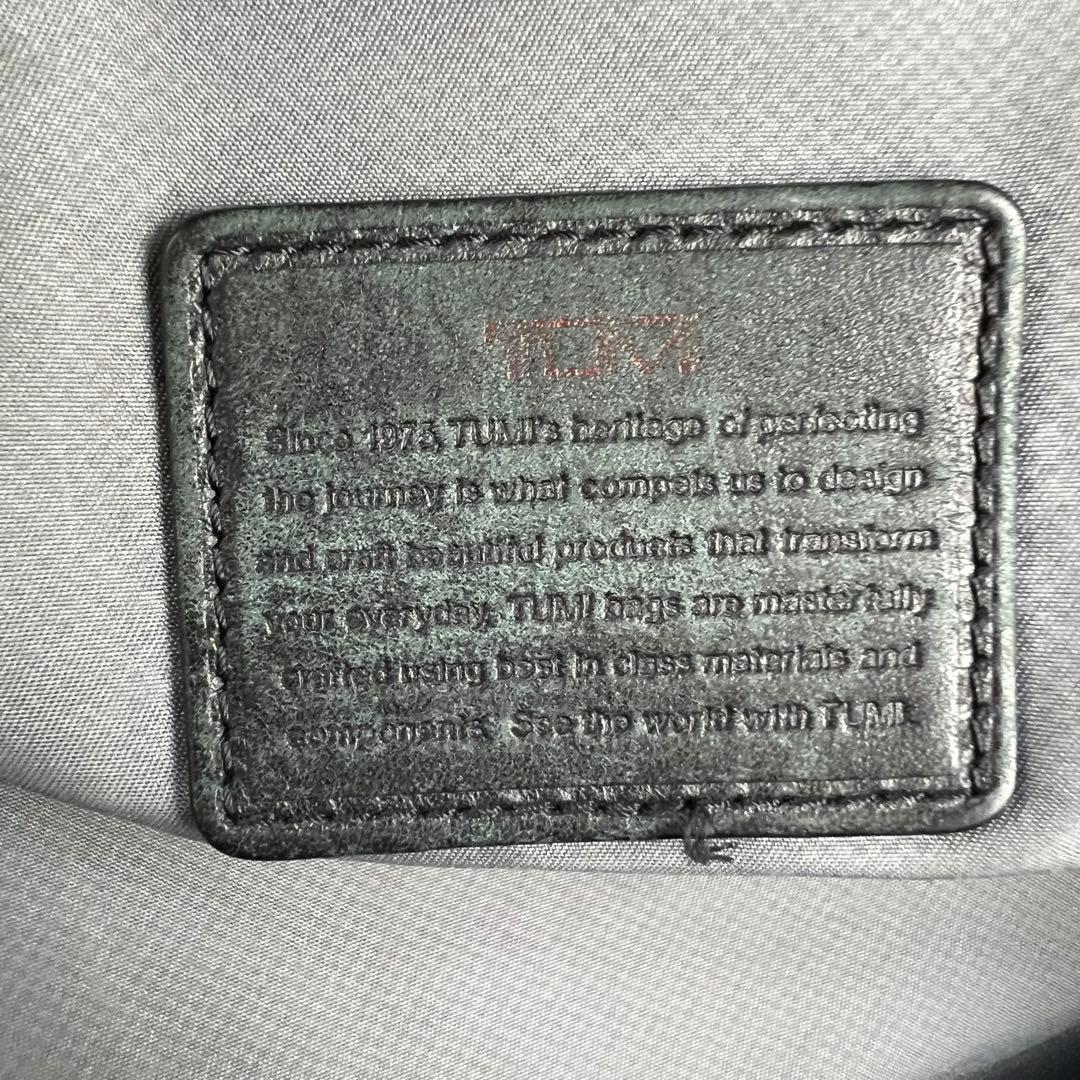 TUMI
Since 1975, TUMI's heritage of perfecting
the journey is what compels us to design
and craft beautiful products that transform
your everyday. TUMI bags are masterfully
crafted using best in class materials and
components. See the world with TUMI.